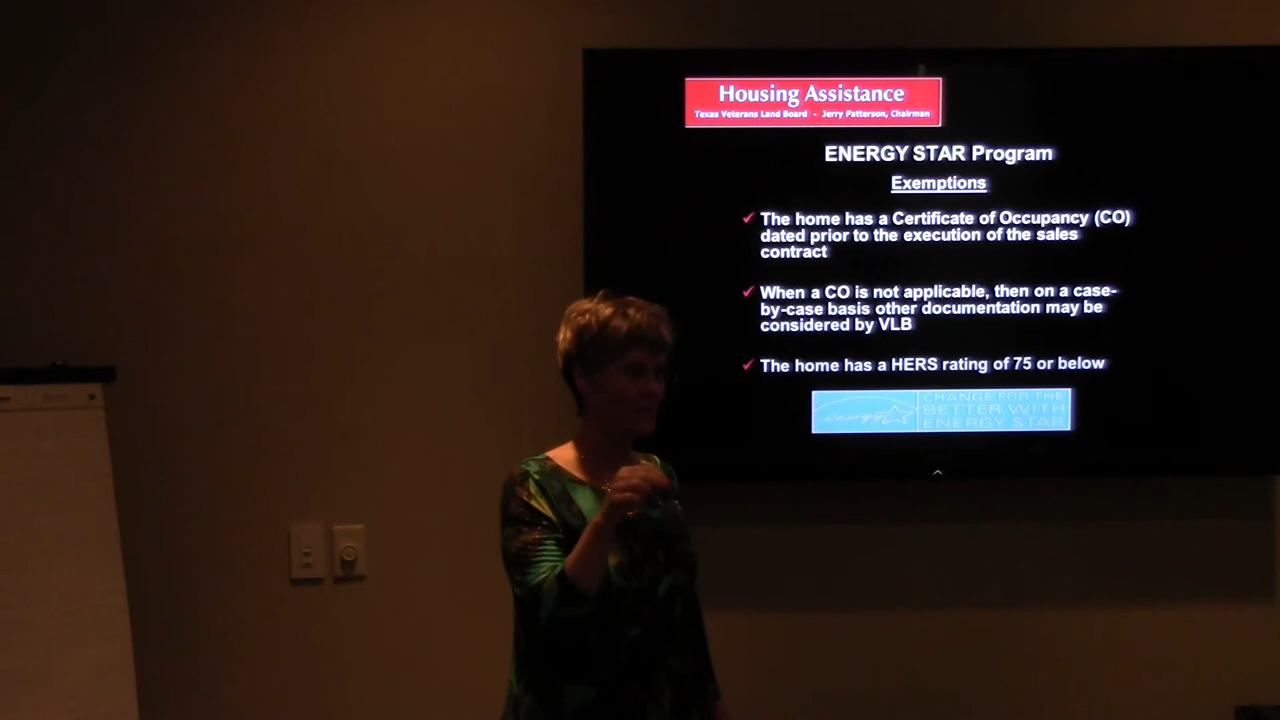 Housing Assistance
Texas Veterans Land Board - Jerry Patterson, Chairman
ENERGY STAR Program
Exemptions
✓ The home has a Certificate of Occupancy (CO)
dated prior to the execution of the sales
contract
✓ When a CO is not applicable, then on a case-
by-case basis other documentation may be
considered by VLB
✓ The home has a HERS rating of 75 or below
energy
CHANGE FOR THE
BETTER WITH
ENERGY STAR